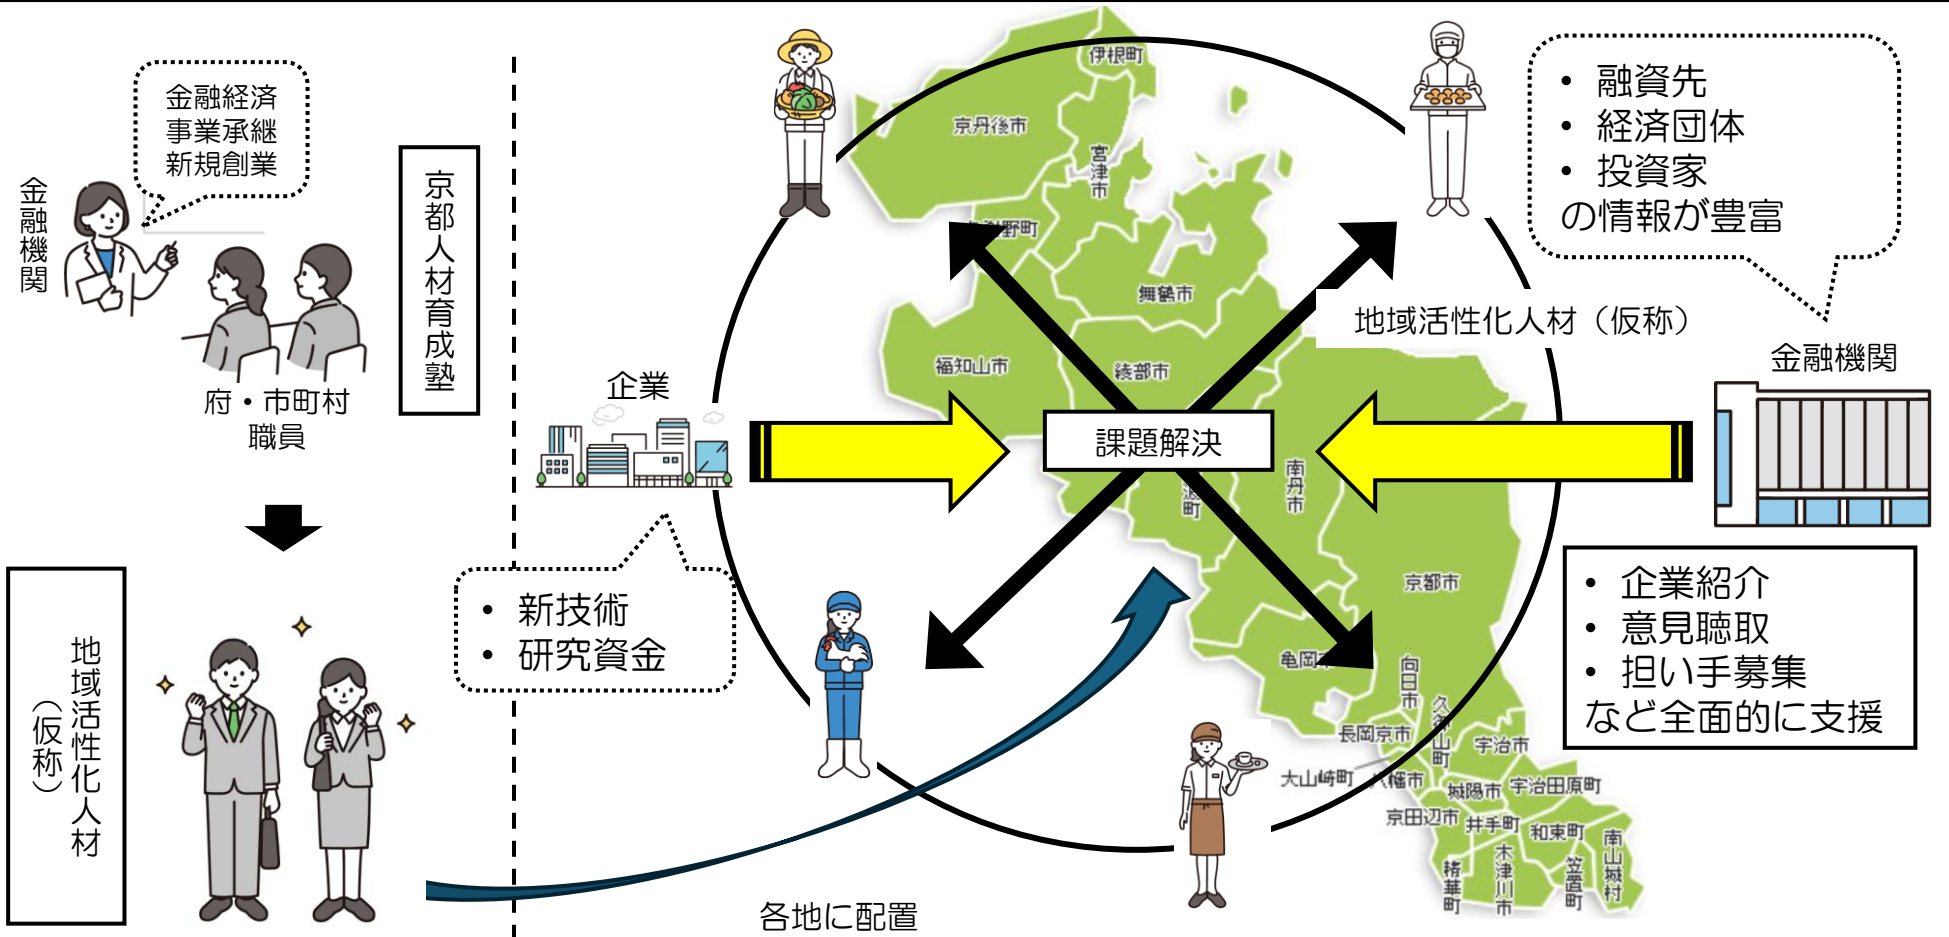 金融経済
事業承継
新規創業
金融機関
京都人材育成塾
府・市町村
職員
地域活性化人材
（仮称）
企業
• 新技術
• 研究資金
各地に配置
課題解決
地域活性化人材（仮称）
• 融資先
• 経済団体
• 投資家
の情報が豊富
金融機関
• 企業紹介
• 意見聴取
• 担い手募集
など全面的に支援
伊根町
京丹後市
宮津市
野町
舞鶴市
福知山市
綾部市
波町
南丹市
京都市
亀岡市
向日市
長岡京市
久御山町
宇治市
大山崎町
八幡市
城陽市
宇治田原町
京田辺市
井手町
和束町
南山城村
精華町
木津川市
笠置町